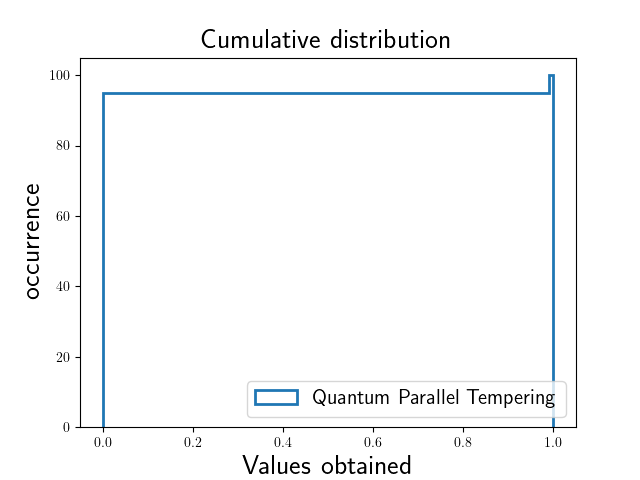 Cumulative distribution
occurrence
100
80
60
40
20
0
Quantum Parallel Tempering
0.0 0.2 0.4 0.6 0.8 1.0
Values obtained